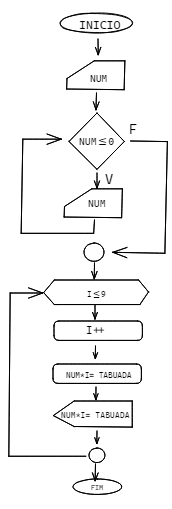 INICIO
NUM
NUM≤0
F
V
NUM
I≤9
I++
NUM*I= TABUADA
NUM*I= TABUADA
FIM